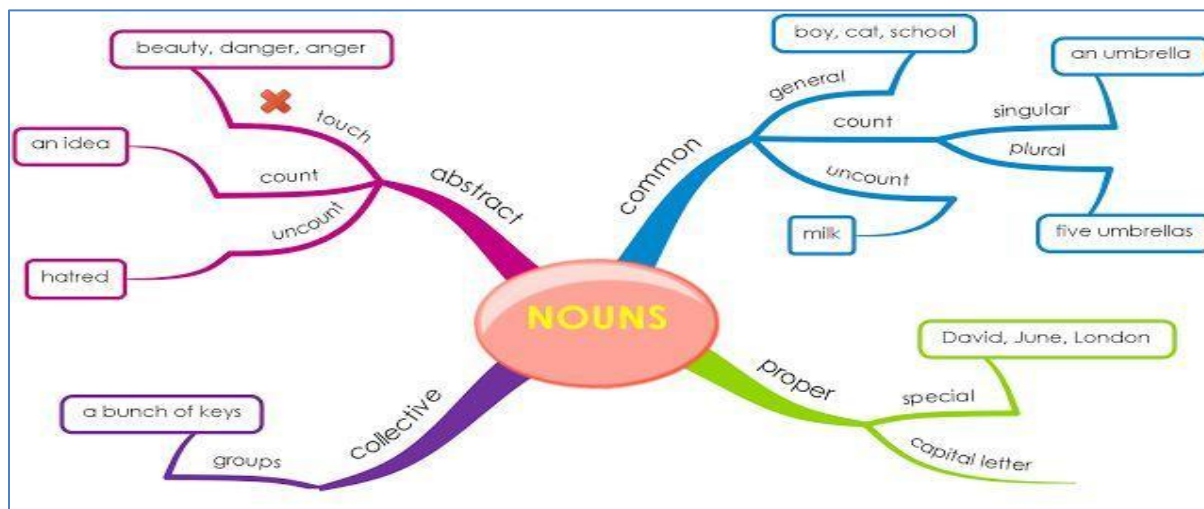 NOUNS
abstract
touch
beauty, danger, anger
count
an idea
uncount
hatred
common
general
boy, cat, school
count
singular
an umbrella
plural
five umbrellas
uncount
milk
proper
special
David, June, London
capital letter
collective
groups
a bunch of keys